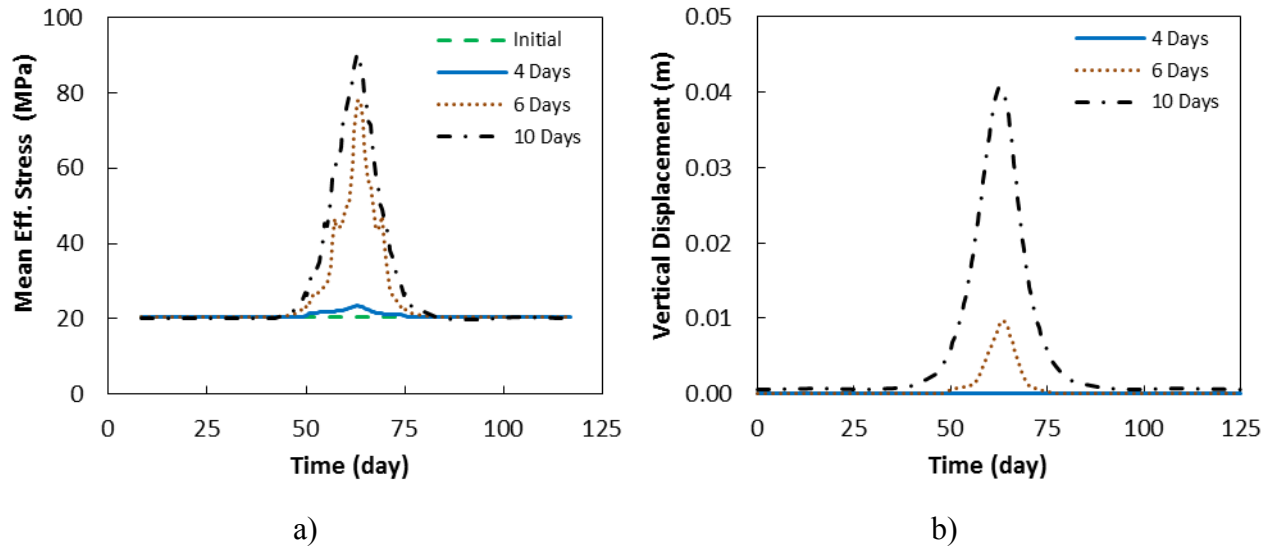 100
80
60
40
20
0
Mean Eff. Stress (MPa)
Initial
4 Days
6 Days
10 Days
0 25 50 75 100 125
Time (day)
a)
0.05
0.04
0.03
0.02
0.01
0.00
Vertical Displacement (m)
4 Days
6 Days
10 Days
0 25 50 75 100 125
Time (day)
b)